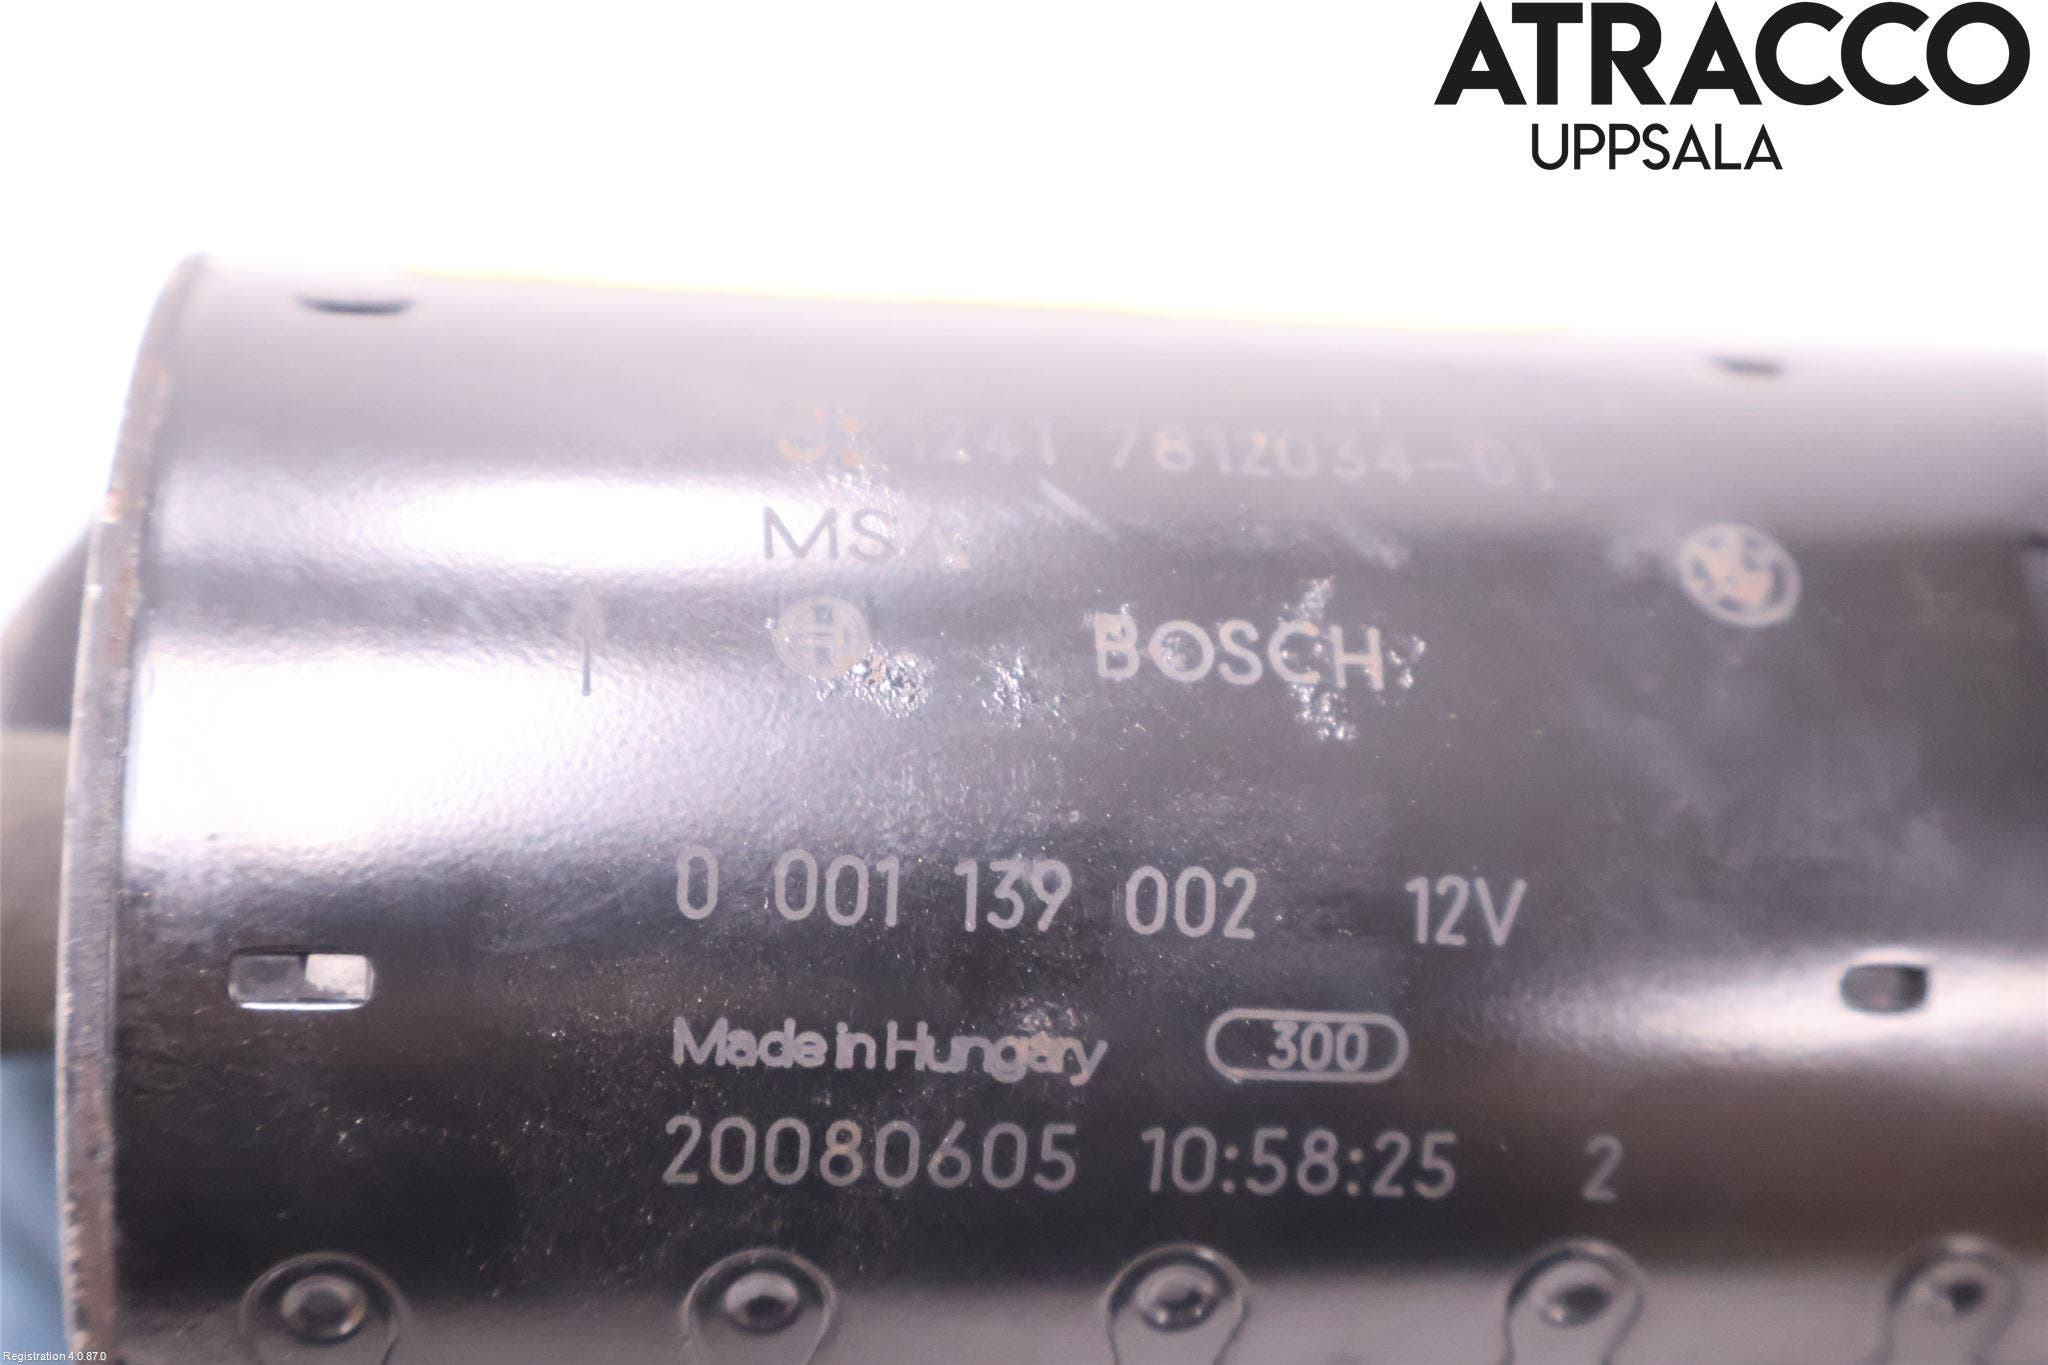 ATRACCO
UPPSALA
1241 7812034-01
MSA
BOSCH
0 001 139 002 12V
Made in Hungary 300
20080605 10:58:25 2
Registration 4.0.87.0